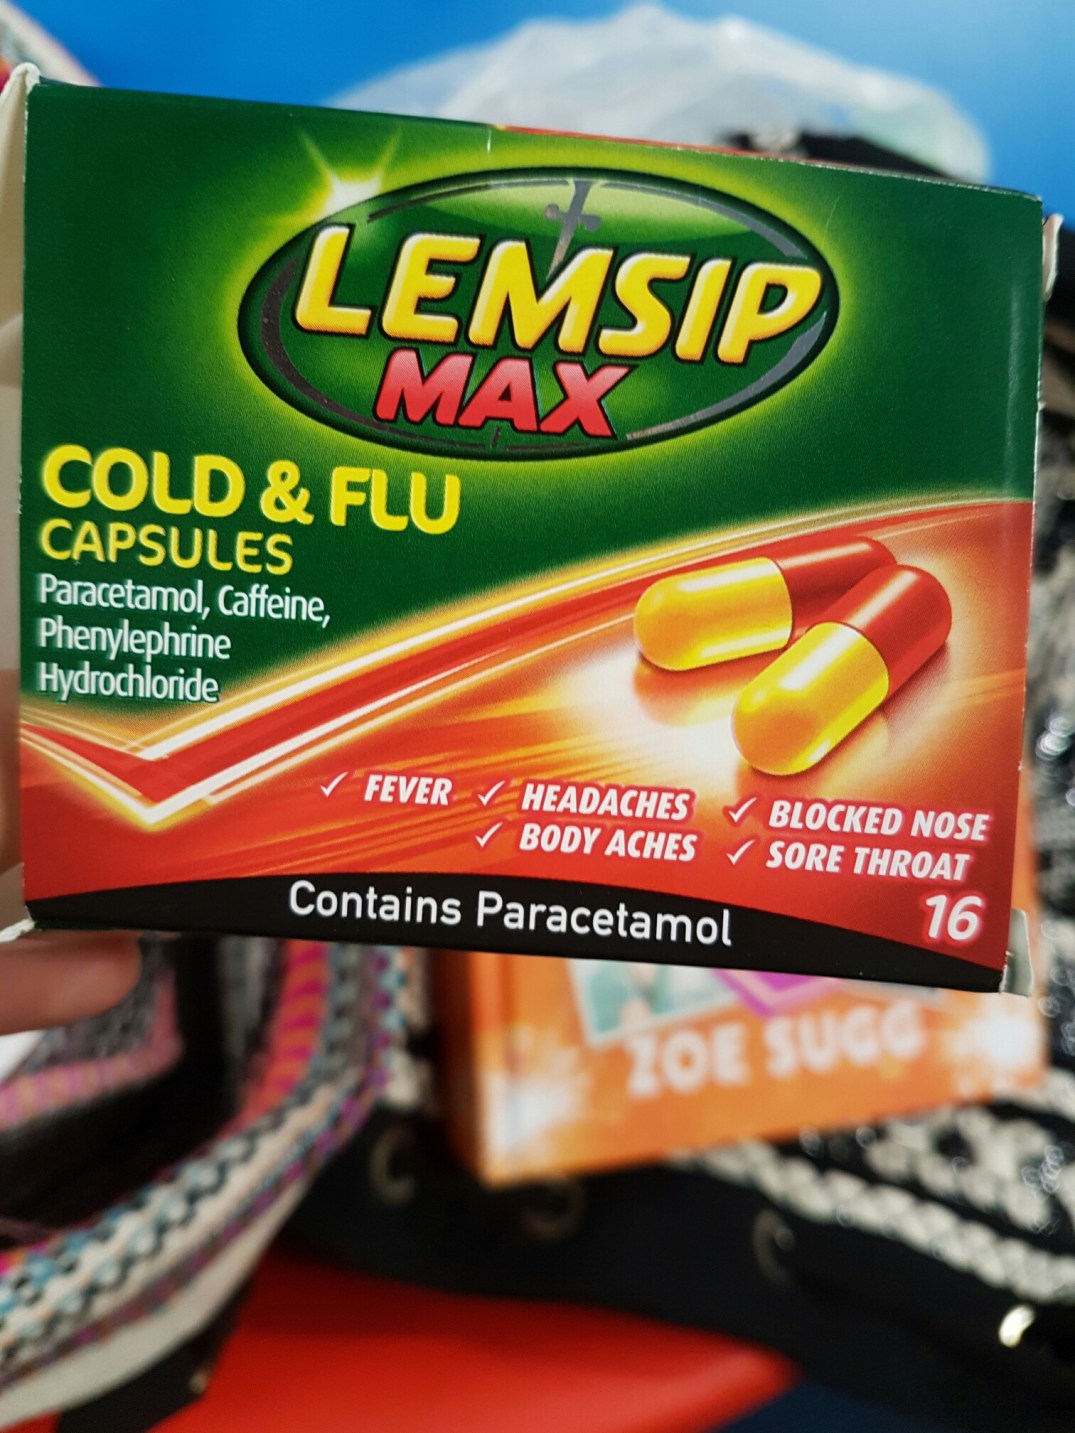 LEMSIP
MAX
COLD & FLU
CAPSULES
Paracetamol, Caffeine,
Phenylephrine
Hydrochloride
✓ FEVER ✓ HEADACHES ✓ BLOCKED NOSE
✓ BODY ACHES ✓ SORE THROAT
16
Contains Paracetamol
ZOE SUGG